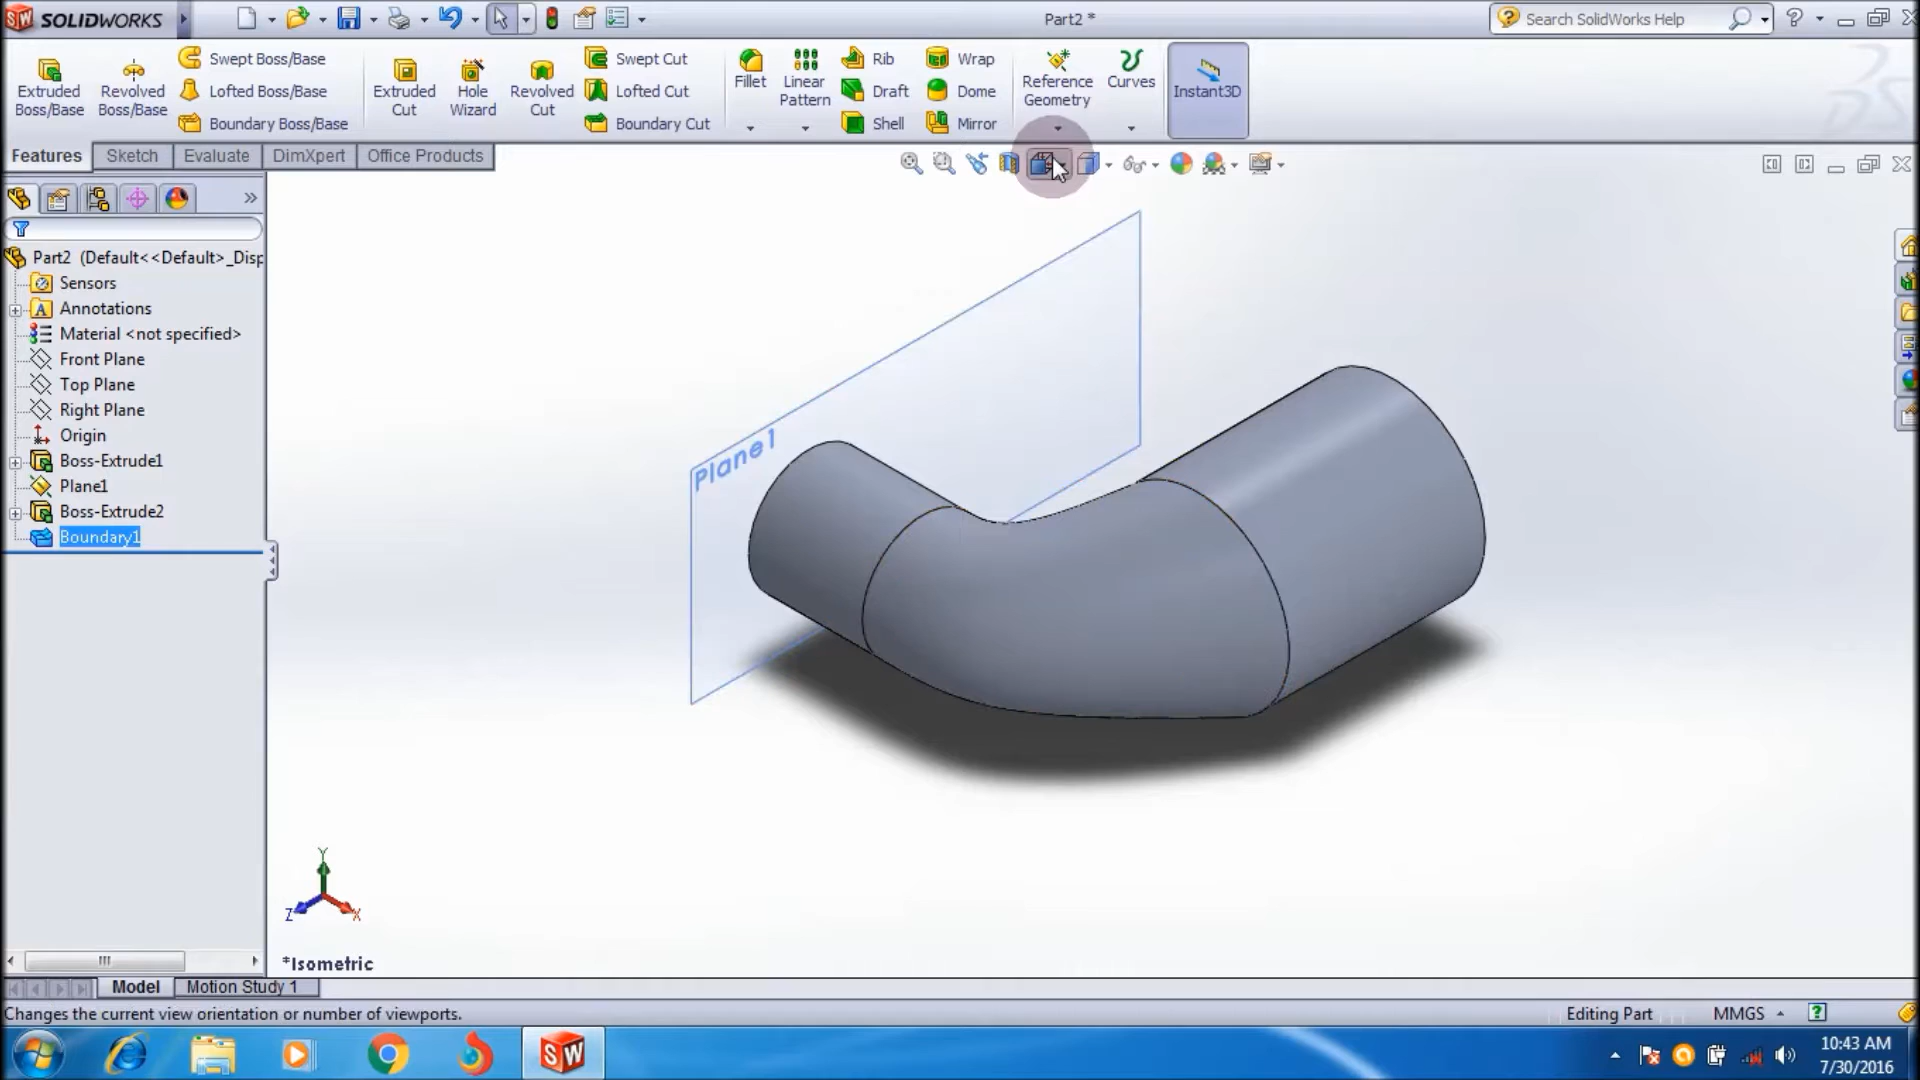 SOLIDWORKS
Part2 *
Search SolidWorks Help
Extruded Boss/Base
Revolved Boss/Base
Swept Boss/Base
Lofted Boss/Base
Boundary Boss/Base
Extruded Cut
Hole Wizard
Revolved Cut
Swept Cut
Lofted Cut
Boundary Cut
Fillet
Linear Pattern
Rib
Draft
Shell
Wrap
Dome
Mirror
Reference Geometry
Curves
Instant3D
Features
Sketch
Evaluate
DimXpert
Office Products
Part2 (Default<<Default>_Disp
Sensors
Annotations
Material <not specified>
Front Plane
Top Plane
Right Plane
Origin
Boss-Extrude1
Plane1
Boss-Extrude2
Boundary1
Plane1
Y
Z
X
*Isometric
Model
Motion Study 1
Changes the current view orientation or number of viewports.
Editing Part
MMGS
10:43 AM
7/30/2016